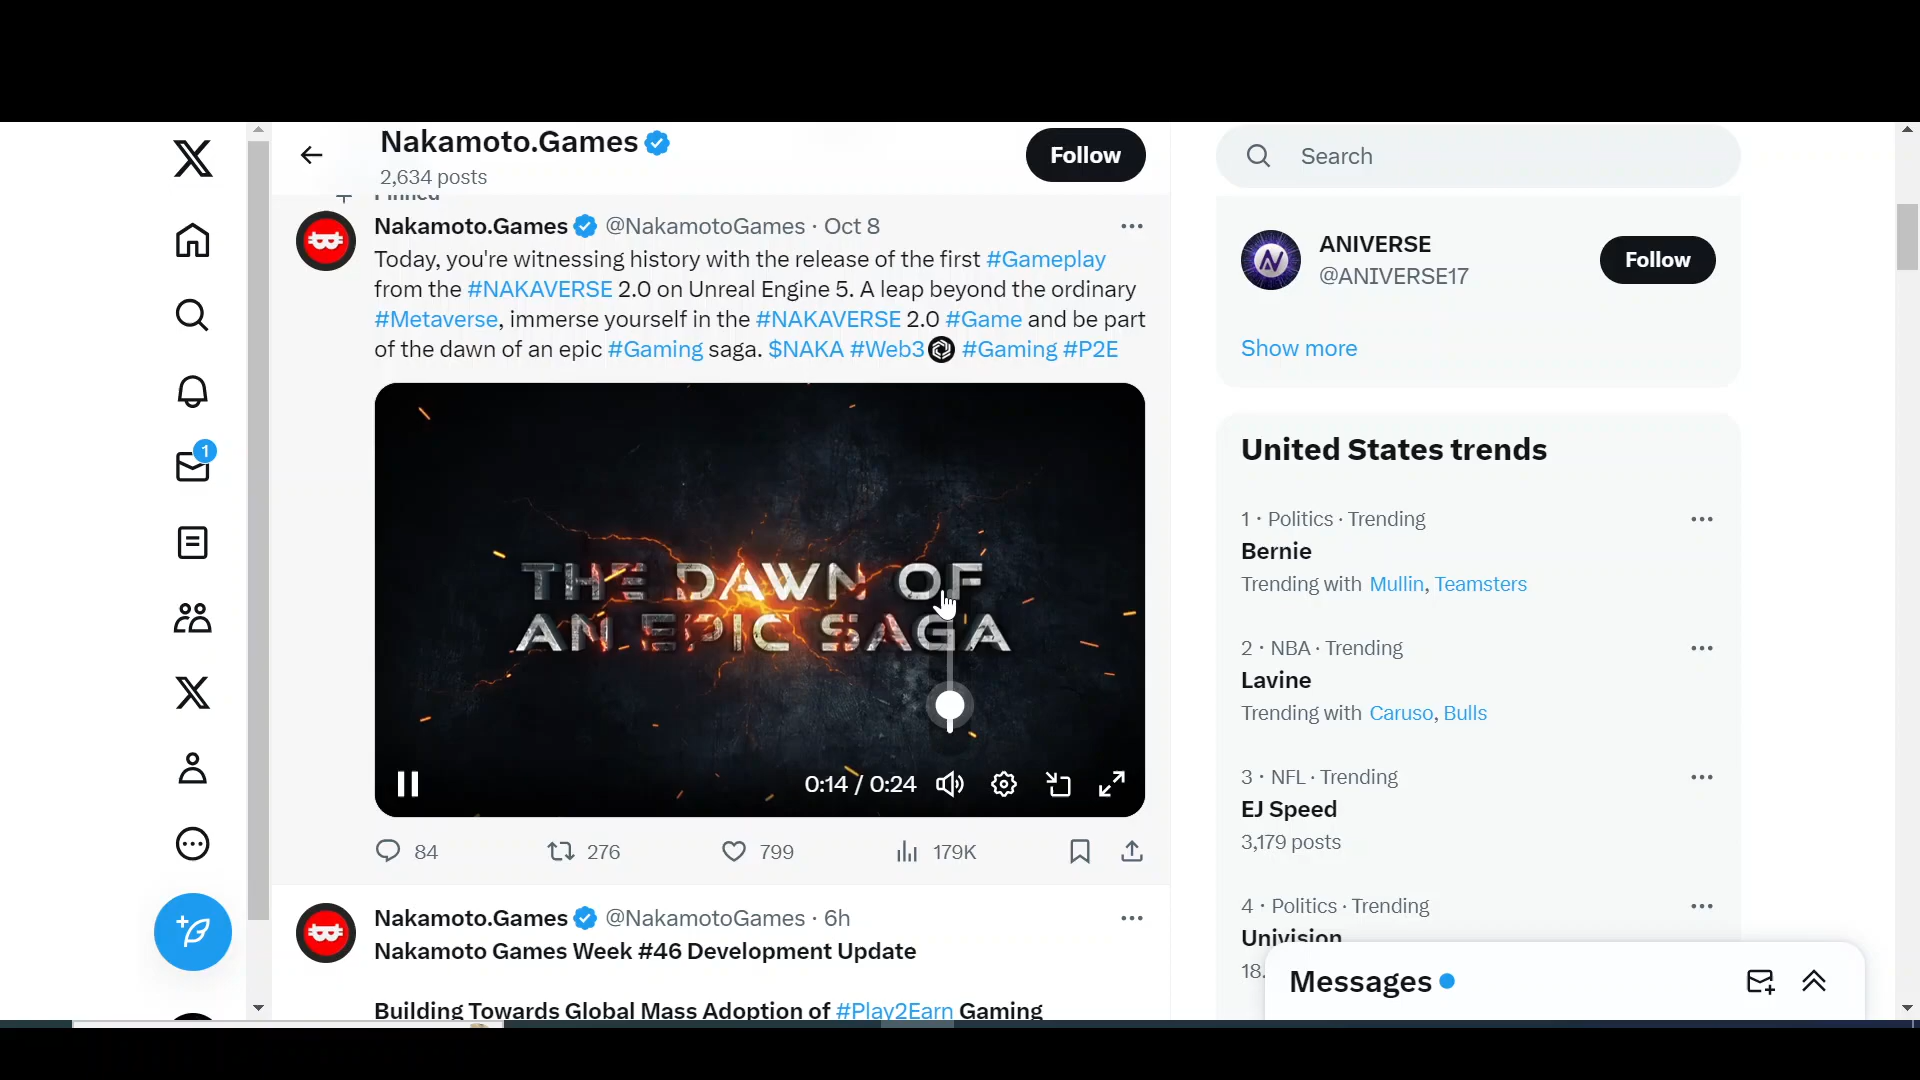 Nakamoto.Games
2,634 posts
Follow
Pinned
Nakamoto.Games @NakamotoGames · Oct 8
Today, you're witnessing history with the release of the first #Gameplay
from the #NAKAVERSE 2.0 on Unreal Engine 5. A leap beyond the ordinary
#Metaverse, immerse yourself in the #NAKAVERSE 2.0 #Game and be part
of the dawn of an epic #Gaming saga. $NAKA #Web3 #Gaming #P2E
THE DAWN OF
AN EPIC SAGA
0:14 / 0:24
84 276 799 179K
Nakamoto.Games @NakamotoGames · 6h
Nakamoto Games Week #46 Development Update
Building Towards Global Mass Adoption of #Play2Earn Gaming
1
Search
ANIVERSE
@ANIVERSE17
Follow
Show more
United States trends
1 · Politics · Trending
Bernie
Trending with Mullin, Teamsters
2 · NBA · Trending
Lavine
Trending with Caruso, Bulls
3 · NFL · Trending
EJ Speed
3,179 posts
4 · Politics · Trending
Univision
18.
Messages